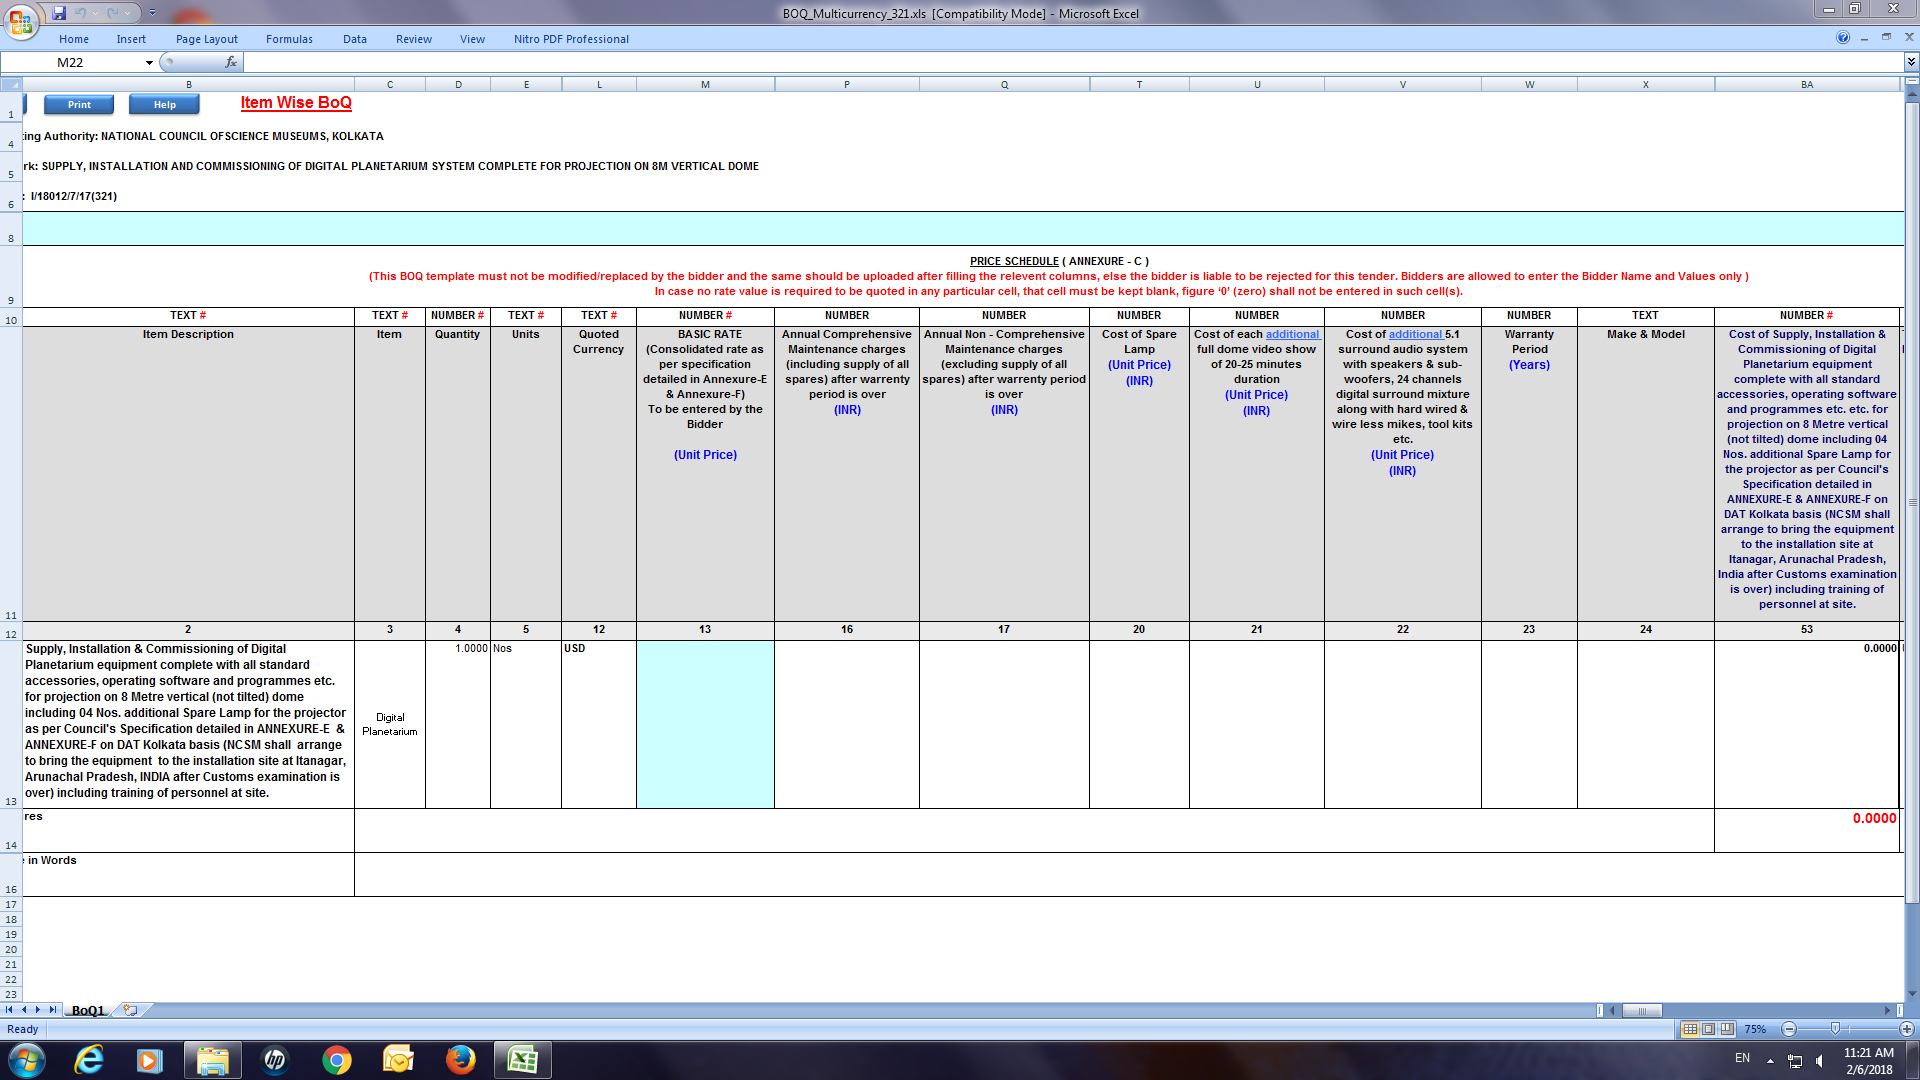 BOQ_Multicurrency_321.xls [Compatibility Mode] - Microsoft Excel
Home Insert Page Layout Formulas Data Review View Nitro PDF Professional
M22 fx
B C D E L M P Q T U V W X BA
1 Print Help Item Wise BoQ
4 ing Authority: NATIONAL COUNCIL OFSCIENCE MUSEUMS, KOLKATA
5 rk: SUPPLY, INSTALLATION AND COMMISSIONING OF DIGITAL PLANETARIUM SYSTEM COMPLETE FOR PROJECTION ON 8M VERTICAL DOME
6 : I/18012/7/17(321)
8
PRICE SCHEDULE ( ANNEXURE - C )
(This BOQ template must not be modified/replaced by the bidder and the same should be uploaded after filling the relevent columns, else the bidder is liable to be rejected for this tender. Bidders are allowed to enter the Bidder Name and Values only )
9 In case no rate value is required to be quoted in any particular cell, that cell must be kept blank, figure ‘0’ (zero) shall not be entered in such cell(s).
10 TEXT # TEXT # NUMBER # TEXT # TEXT # NUMBER # NUMBER NUMBER NUMBER NUMBER NUMBER NUMBER TEXT NUMBER #
11
Item Description
Item
Quantity
Units
Quoted
Currency
BASIC RATE
(Consolidated rate as
per specification
detailed in Annexure-E
& Annexure-F)
To be entered by the
Bidder
(Unit Price)
Annual Comprehensive
Maintenance charges
(including supply of all
spares) after warrenty
period is over
(INR)
Annual Non - Comprehensive
Maintenance charges
(excluding supply of all
spares) after warrenty period
is over
(INR)
Cost of Spare
Lamp
(Unit Price)
(INR)
Cost of each additional
full dome video show
of 20-25 minutes
duration
(Unit Price)
(INR)
Cost of additional 5.1
surround audio system
with speakers & sub-
woofers, 24 channels
digital surround mixture
along with hard wired &
wire less mikes, tool kits
etc.
(Unit Price)
(INR)
Warranty
Period
(Years)
Make & Model
Cost of Supply, Installation &
Commissioning of Digital
Planetarium equipment
complete with all standard
accessories, operating software
and programmes etc. etc. for
projection on 8 Metre vertical
(not tilted) dome including 04
Nos. additional Spare Lamp for
the projector as per Council's
Specification detailed in
ANNEXURE-E & ANNEXURE-F on
DAT Kolkata basis (NCSM shall
arrange to bring the equipment
to the installation site at
Itanagar, Arunachal Pradesh,
India after Customs examination
is over) including training of
personnel at site.
12 2 3 4 5 12 13 16 17 20 21 22 23 24 53
13
Supply, Installation & Commissioning of Digital
Planetarium equipment complete with all standard
accessories, operating software and programmes etc.
for projection on 8 Metre vertical (not tilted) dome
including 04 Nos. additional Spare Lamp for the projector
as per Council's Specification detailed in ANNEXURE-E &
ANNEXURE-F on DAT Kolkata basis (NCSM shall arrange
to bring the equipment to the installation site at Itanagar,
Arunachal Pradesh, INDIA after Customs examination is
over) including training of personnel at site.
Digital
Planetarium
1.0000 Nos USD 0.0000
14 res 0.0000
16 in Words
17
18
19
20
21
22
23
BoQ1
Ready 75%
hp EN 11:21 AM
2/6/2018